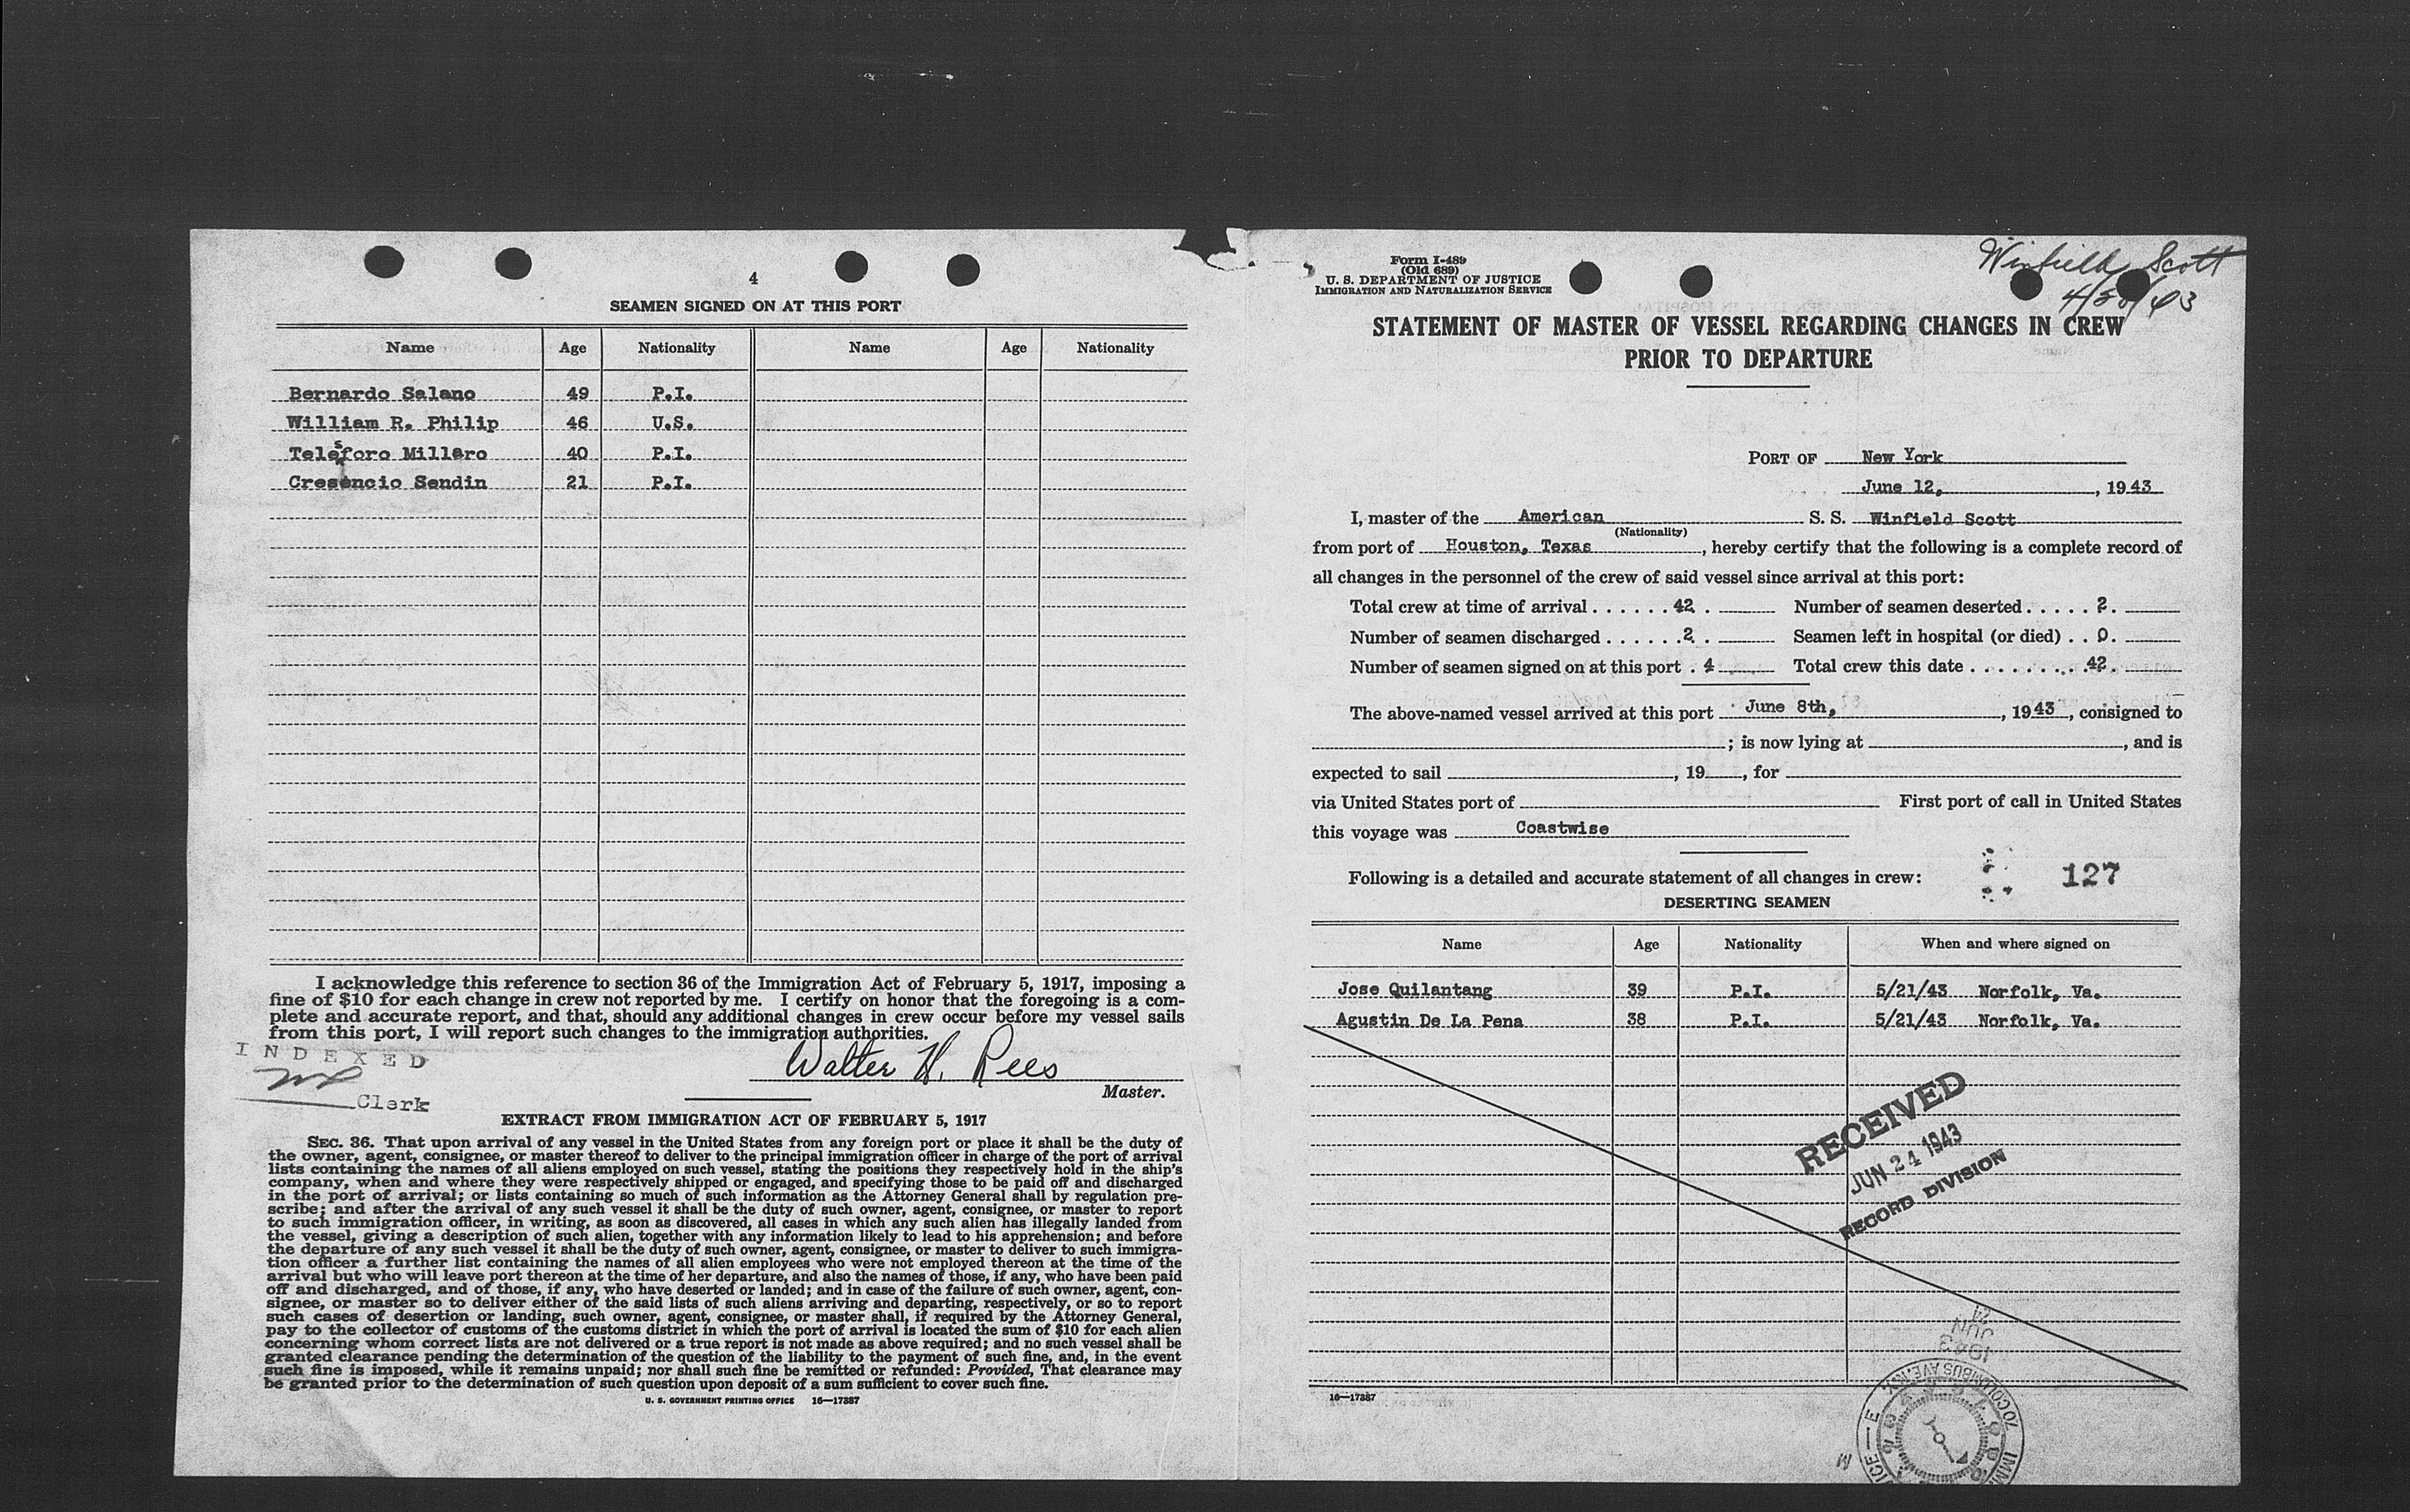 4
SEAMEN SIGNED ON AT THIS PORT
Name Age Nationality Name Age Nationality
Bernardo Salano 49 P.I.
William R. Philip 46 U.S.
s
Teleforo Millaro 40 P.I.
Cresencio Sendin 21 P.I.
I acknowledge this reference to section 36 of the Immigration Act of February 5, 1917, imposing a
fine of $10 for each change in crew not reported by me. I certify on honor that the foregoing is a com-
plete and accurate report, and that, should any additional changes in crew occur before my vessel sails
from this port, I will report such changes to the immigration authorities.
INDEXED
Clerk
Walter H. Rees
Master.
EXTRACT FROM IMMIGRATION ACT OF FEBRUARY 5, 1917
SEC. 36. That upon arrival of any vessel in the United States from any foreign port or place it shall be the duty of
the owner, agent, consignee, or master thereof to deliver to the principal immigration officer in charge of the port of arrival
lists containing the names of all aliens employed on such vessel, stating the positions they respectively hold in the ship's
company, when and where they were respectively shipped or engaged, and specifying those to be paid off and discharged
in the port of arrival; or lists containing so much of such information as the Attorney General shall by regulation pre-
scribe; and after the arrival of any such vessel it shall be the duty of such owner, agent, consignee, or master to report
to such immigration officer, in writing, as soon as discovered, all cases in which any such alien has illegally landed from
the vessel, giving a description of such alien, together with any information likely to lead to his apprehension; and before
the departure of any such vessel it shall be the duty of such owner, agent, consignee, or master to deliver to such immigra-
tion officer a further list containing the names of all alien employees who were not employed thereon at the time of the
arrival but who will leave port thereon at the time of her departure, and also the names of those, if any, who have been paid
off and discharged, and of those, if any, who have deserted or landed; and in case of the failure of such owner, agent, con-
signee, or master so to deliver either of the said lists of such aliens arriving and departing, respectively, or so to report
such cases of desertion or landing, such owner, agent, consignee, or master shall, if required by the Attorney General,
pay to the collector of customs of the customs district in which the port of arrival is located the sum of $10 for each alien
concerning whom correct lists are not delivered or a true report is not made as above required; and no such vessel shall be
granted clearance pending the determination of the question of the liability to the payment of such fine, and, in the event
such fine is imposed, while it remains unpaid; nor shall such fine be remitted or refunded: Provided, That clearance may
be granted prior to the determination of such question upon deposit of a sum sufficient to cover such fine.
U. S. GOVERNMENT PRINTING OFFICE 16—17387
Form I-489
(Old 689)
U. S. DEPARTMENT OF JUSTICE
IMMIGRATION AND NATURALIZATION SERVICE
Winfield Scott
4/30/43
STATEMENT OF MASTER OF VESSEL REGARDING CHANGES IN CREW
PRIOR TO DEPARTURE
PORT OF New York
June 12, , 1943
I, master of the American S. S. Winfield Scott
(Nationality)
from port of Houston, Texas , hereby certify that the following is a complete record of
all changes in the personnel of the crew of said vessel since arrival at this port:
Total crew at time of arrival . . . . . . 42 . Number of seamen deserted . . . . . 2.
Number of seamen discharged . . . . . . 2 . Seamen left in hospital (or died) . . 0.
Number of seamen signed on at this port . 4 Total crew this date . . . . . . . . 42.
The above-named vessel arrived at this port June 8th, , 1943 , consigned to
; is now lying at , and is
expected to sail , 19 , for
via United States port of First port of call in United States
this voyage was Coastwise
Following is a detailed and accurate statement of all changes in crew: 127
DESERTING SEAMEN
Name Age Nationality When and where signed on
Jose Quilantang 39 P.I. 5/21/43 Norfolk, Va.
Agustin De La Pena 38 P.I. 5/21/43 Norfolk, Va.
RECEIVED
JUN 24 1943
RECORD DIVISION
JUN
1943
COLUMBUS AVE. N.Y.
16—17387